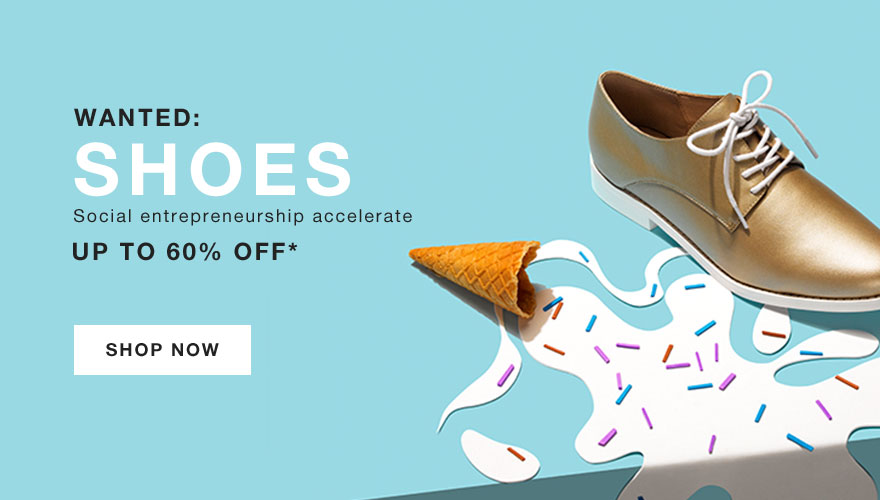 WANTED:
SHOES
Social entrepreneurship accelerate
UP TO 60% OFF*
SHOP NOW